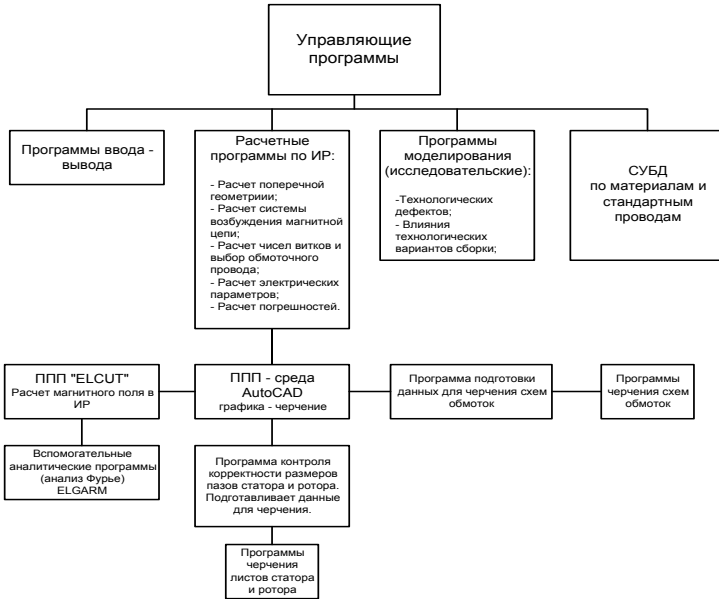 Управляющие
программы
Программы ввода -
вывода
Расчетные
программы по ИР:
- Расчет поперечной
геометриии;
- Расчет системы
возбуждения магнитной
цепи;
- Расчет чисел витков и
выбор обмоточного
провода;
- Расчет электрических
параметров;
- Расчет погрешностей.
Программы
моделирования
(исследовательские):
-Технологических
дефектов;
- Влияния
технологических
вариантов сборки;
СУБД
по материалам и
стандартным
проводам
ППП "ELCUT"
Расчет магнитного поля в
ИР
ППП - среда
AutoCAD
графика - черчение
Программа подготовки
данных для черчения схем
обмоток
Программы
черчения схем
обмоток
Вспомогательные
аналитические программы
(анализ Фурье)
ELGARM
Программа контроля
корректности размеров
пазов статора и ротора.
Подготавливает данные
для черчения.
Программы
черчения
листов статора
и ротора